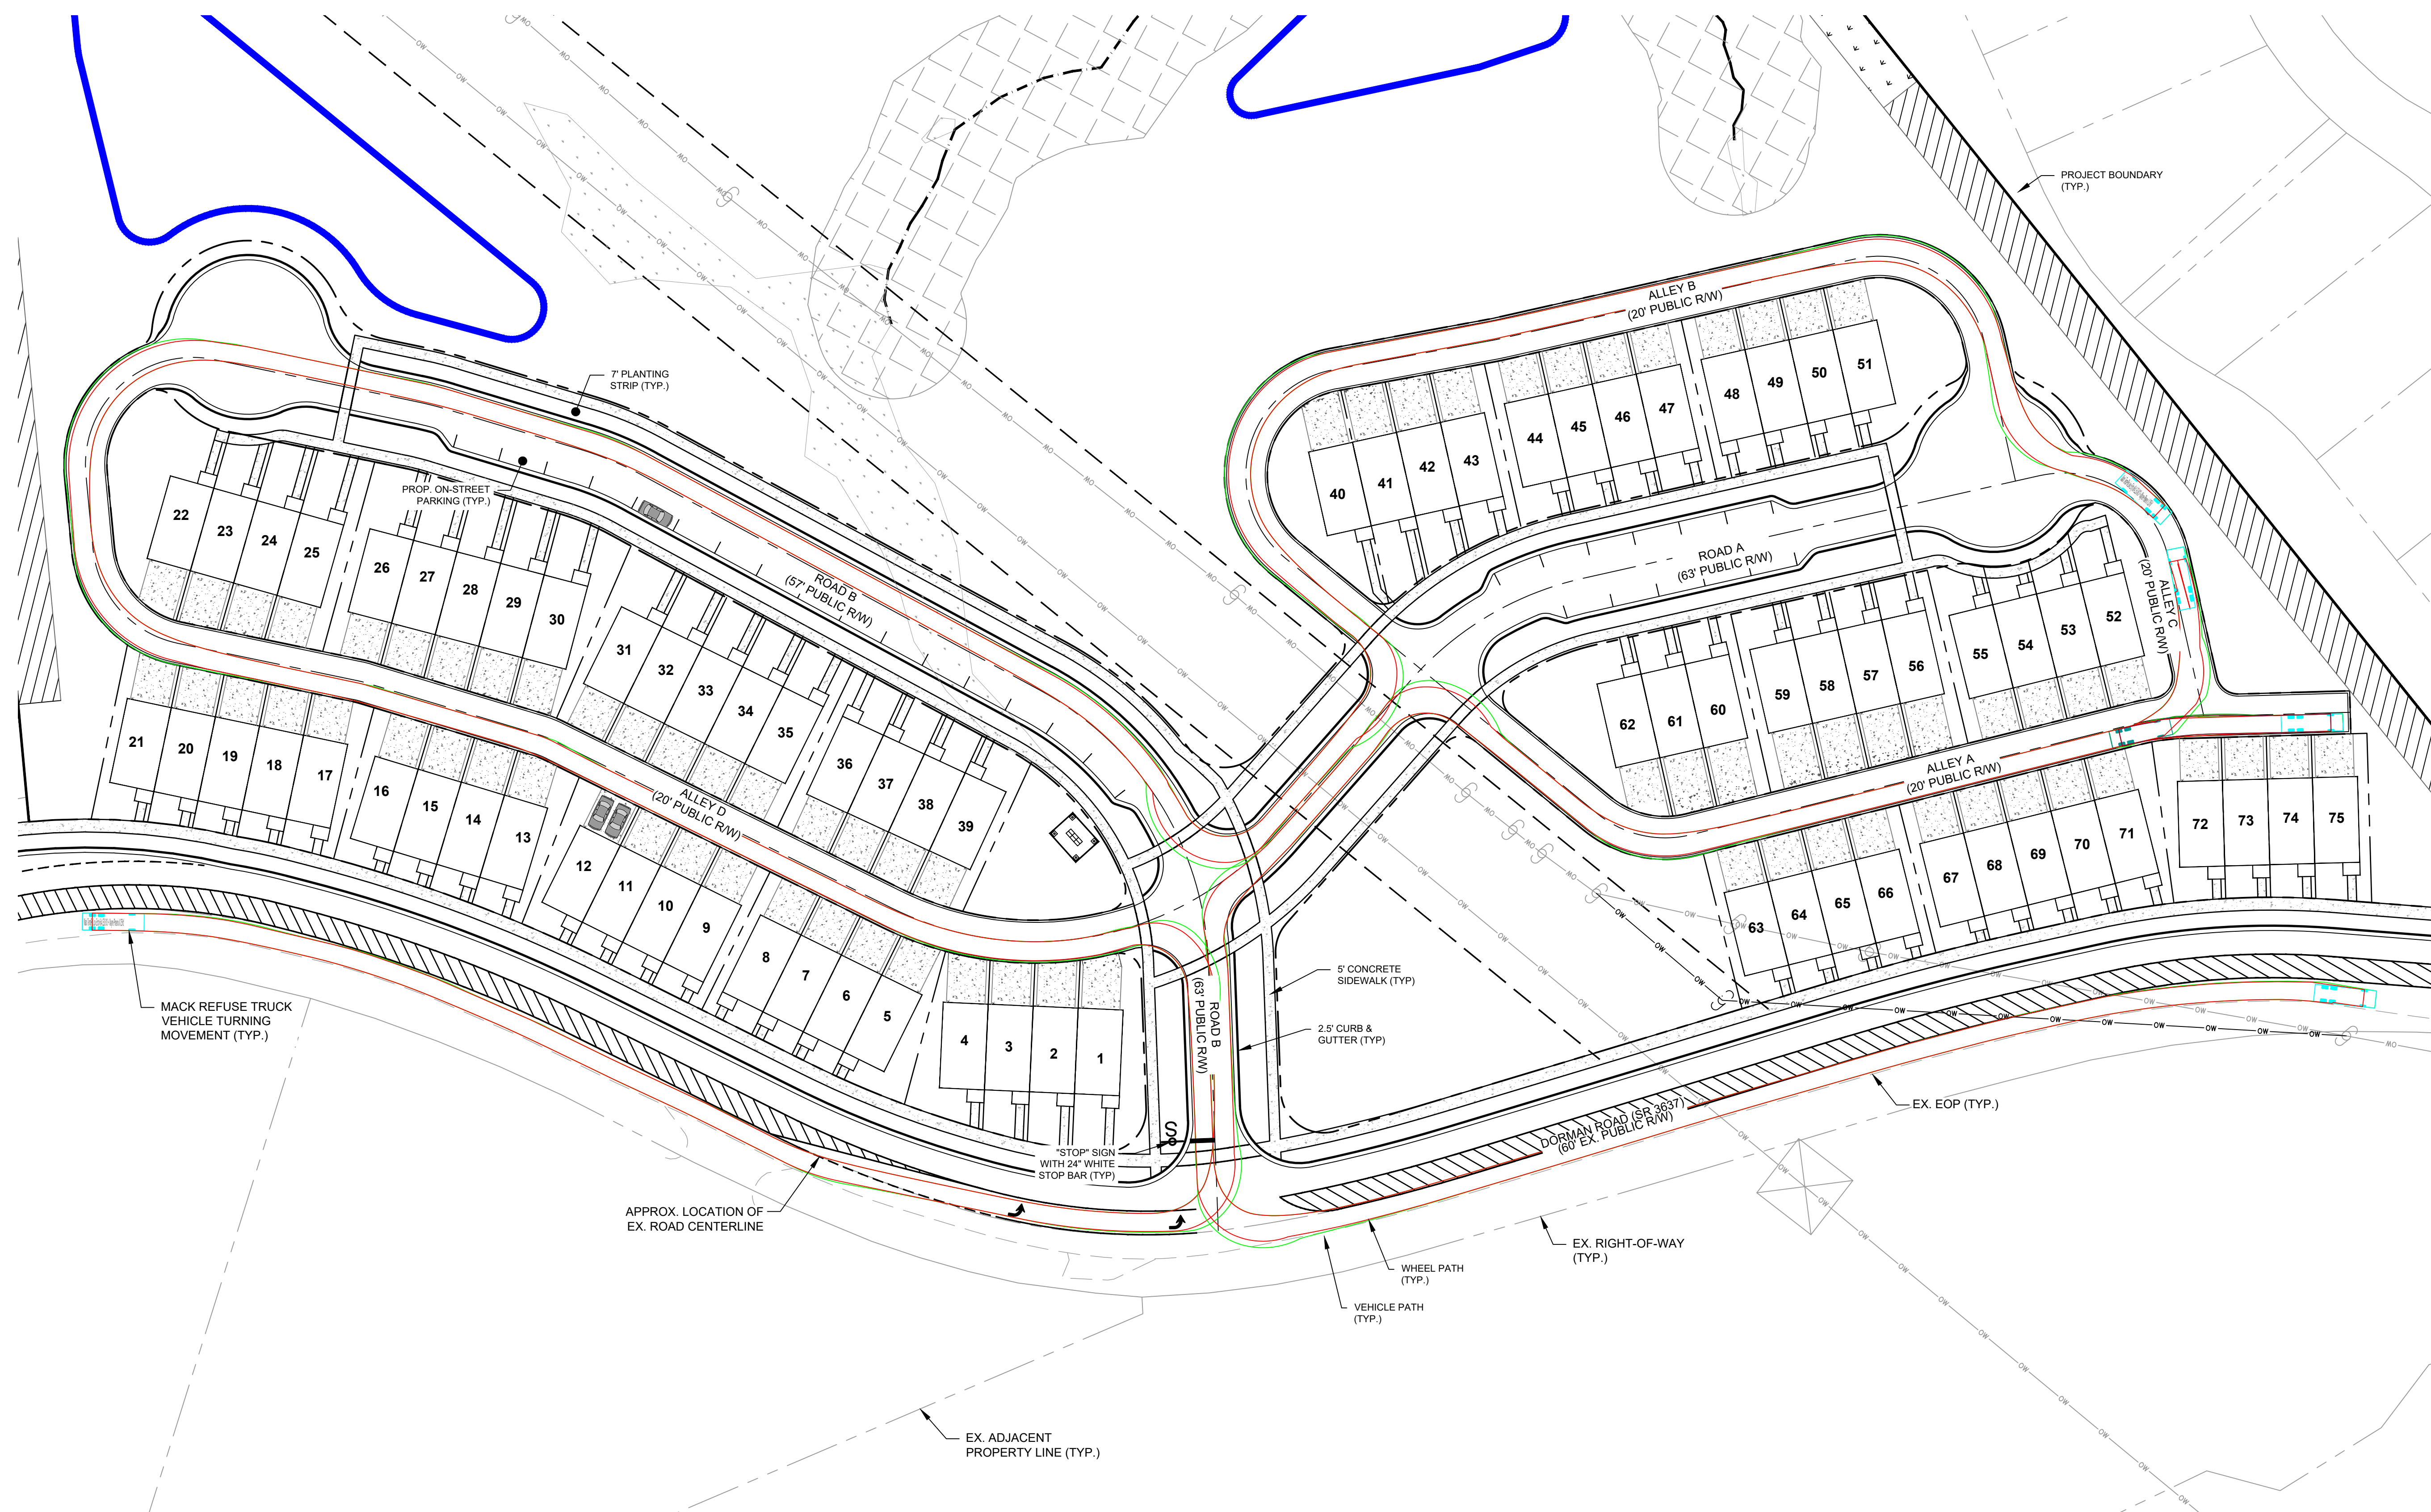 PROJECT BOUNDARY
(TYP.)
ALLEY B
(20' PUBLIC R/W)
7' PLANTING
STRIP (TYP.)
PROP. ON-STREET
PARKING (TYP.)
ROAD B
(57' PUBLIC R/W)
ROAD A
(63' PUBLIC R/W)
ALLEY C
(20' PUBLIC R/W)
ALLEY D
(20' PUBLIC R/W)
ALLEY A
(20' PUBLIC R/W)
22
23
24
25
26
27
28
29
30
31
32
33
34
35
36
37
38
39
40
41
42
43
44
45
46
47
48
49
50
51
62
61
60
59
58
57
56
55
54
53
52
21
20
19
18
17
16
15
14
13
12
11
10
9
8
7
6
5
4
3
2
1
63
64
65
66
67
68
69
70
71
72
73
74
75
MACK REFUSE TRUCK
VEHICLE TURNING
MOVEMENT (TYP.)
ROAD B
(63' PUBLIC R/W)
5' CONCRETE
SIDEWALK (TYP)
2.5' CURB &
GUTTER (TYP)
S
"STOP" SIGN
WITH 24" WHITE
STOP BAR (TYP)
DORMAN ROAD (SR 3637)
(60' EX. PUBLIC R/W)
EX. EOP (TYP.)
APPROX. LOCATION OF
EX. ROAD CENTERLINE
EX. RIGHT-OF-WAY
(TYP.)
WHEEL PATH
(TYP.)
VEHICLE PATH
(TYP.)
EX. ADJACENT
PROPERTY LINE (TYP.)
OW
OW
OW
OW
OW
OW
OW
OW